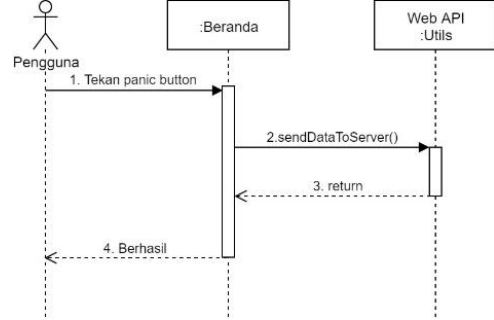 :Beranda
Web API
:Utils
Pengguna
1. Tekan panic button
2.sendDataToServer()
3. return
4. Berhasil